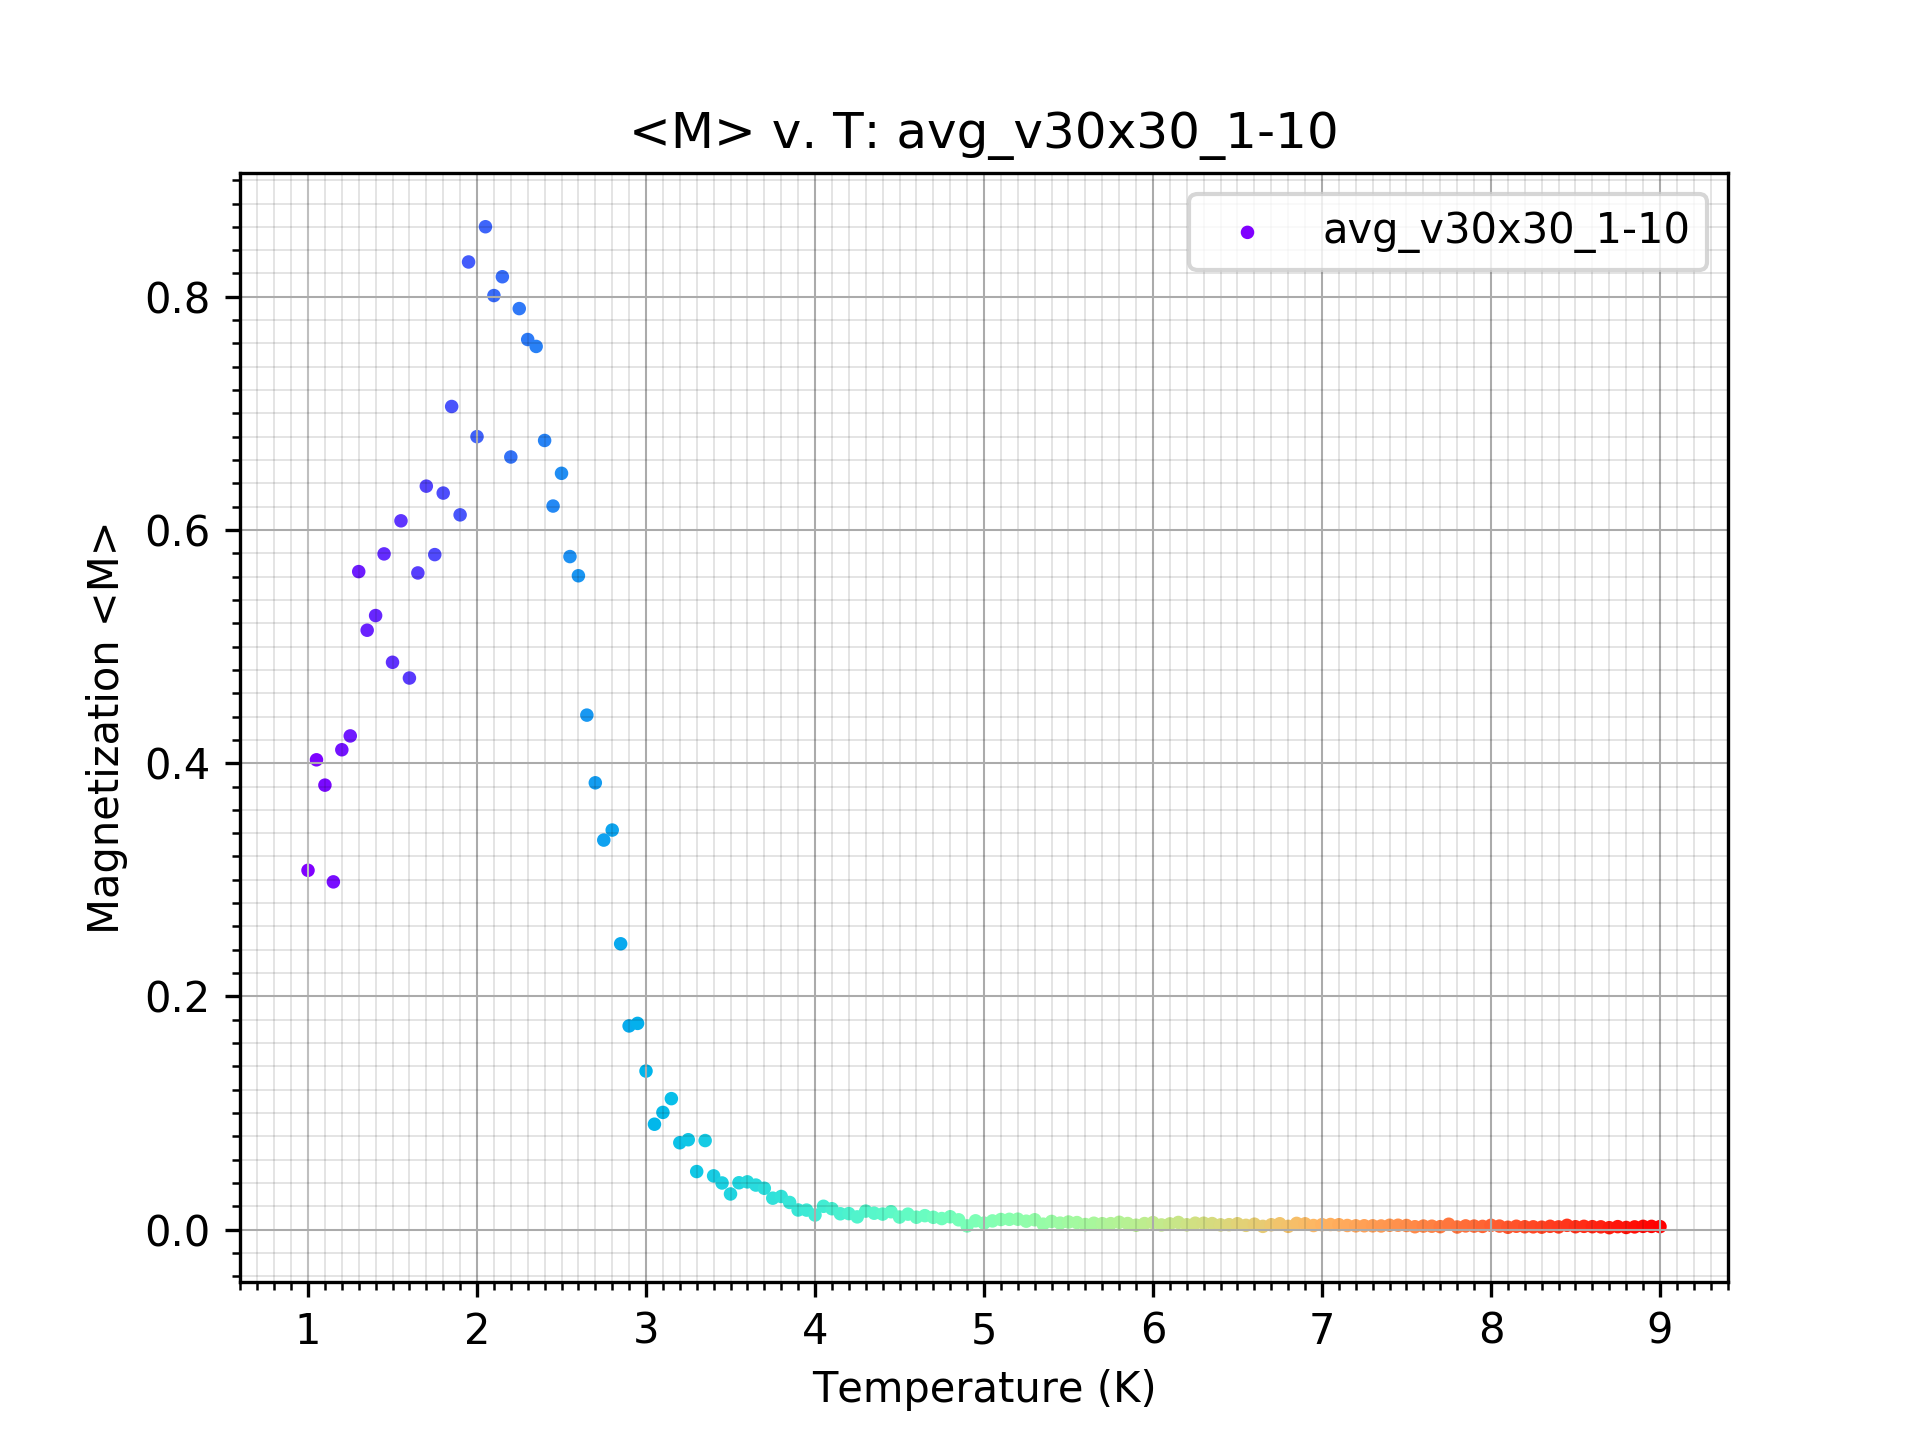 <M> v. T: avg_v30x30_1-10
avg_v30x30_1-10
Magnetization <M>
0.8
0.6
0.4
0.2
0.0
1 2 3 4 5 6 7 8 9
Temperature (K)